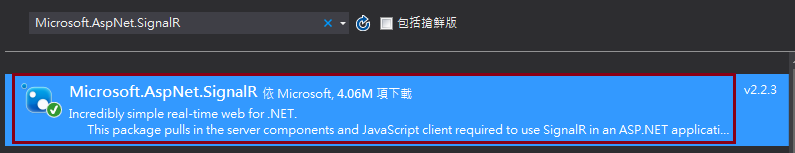 Microsoft.AspNet.SignalR
包括搶鮮版
Microsoft.AspNet.SignalR 依 Microsoft, 4.06M 項下載
v2.2.3
Incredibly simple real-time web for .NET.
This package pulls in the server components and JavaScript client required to use SignalR in an ASP.NET applicati...